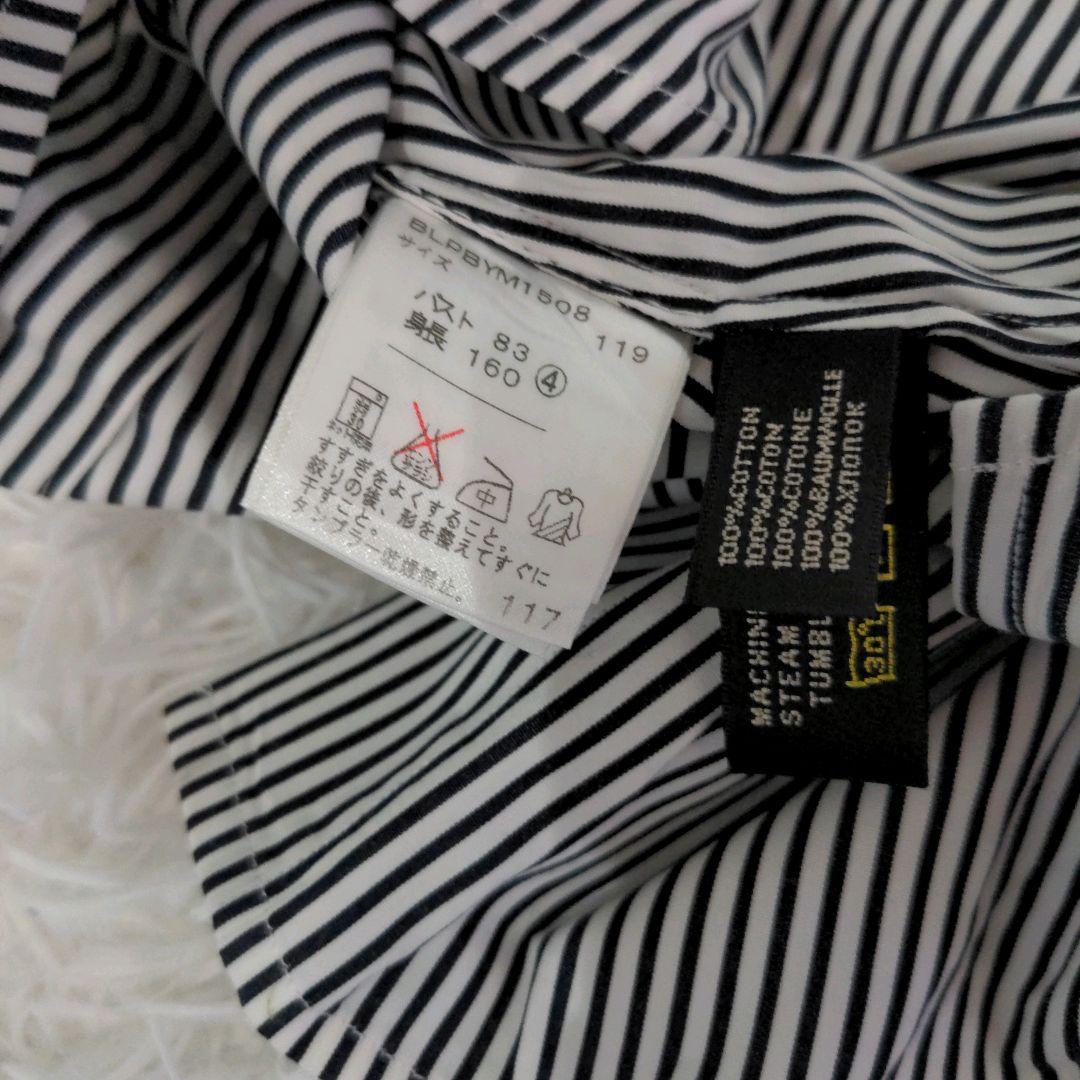 BLPBYM1508
サイズ 119
バスト 83 ④
身長 160
中
すすぎをよくすること。
絞りの後、形を整えてすぐに
干すこと。
タンブラー乾燥禁止。
117
100%COTTON
100%COTON
100%COTONE
100%BAUMWOLLE
100%ХЛОПОК
MACHIN
STEAM
TUMBL
30°